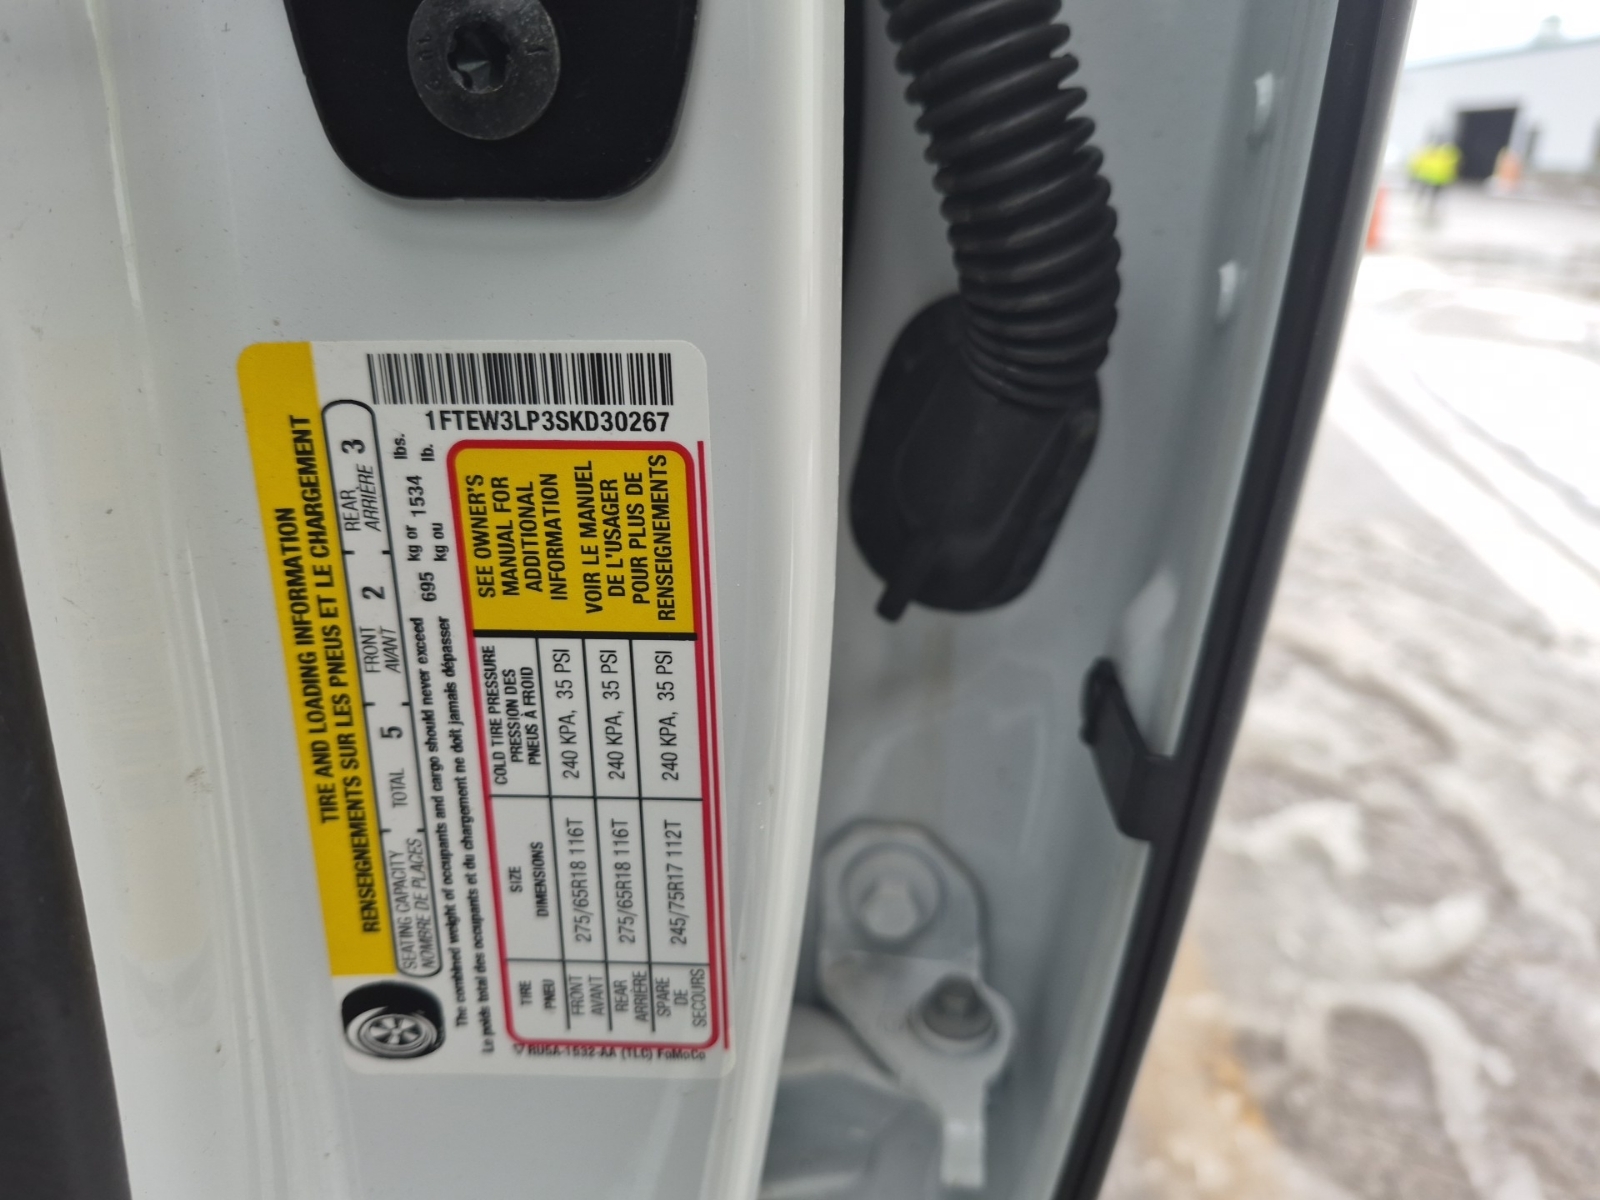 TIRE AND LOADING INFORMATION
RENSEIGNEMENTS SUR LES PNEUS ET LE CHARGEMENT
SEATING CAPACITY TOTAL 5 FRONT 2 REAR 3
NOMBRE DE PLACES AVANT ARRIÈRE
The combined weight of occupants and cargo should never exceed 695 kg or 1534 lbs.
Le poids total des occupants et du chargement ne doit jamais dépasser kg ou lb.
1FTEW3LP3SKD30267
TIRE SIZE COLD TIRE PRESSURE
PNEU DIMENSIONS PRESSION DES
PNEUS À FROID
FRONT
AVANT 275/65R18 116T 240 KPA, 35 PSI
REAR
ARRIÈRE 275/65R18 116T 240 KPA, 35 PSI
SPARE
DE
SECOURS 245/75R17 112T 240 KPA, 35 PSI
SEE OWNER'S
MANUAL FOR
ADDITIONAL
INFORMATION
VOIR LE MANUEL
DE L'USAGER
POUR PLUS DE
RENSEIGNEMENTS
(TLC) FoMoCo